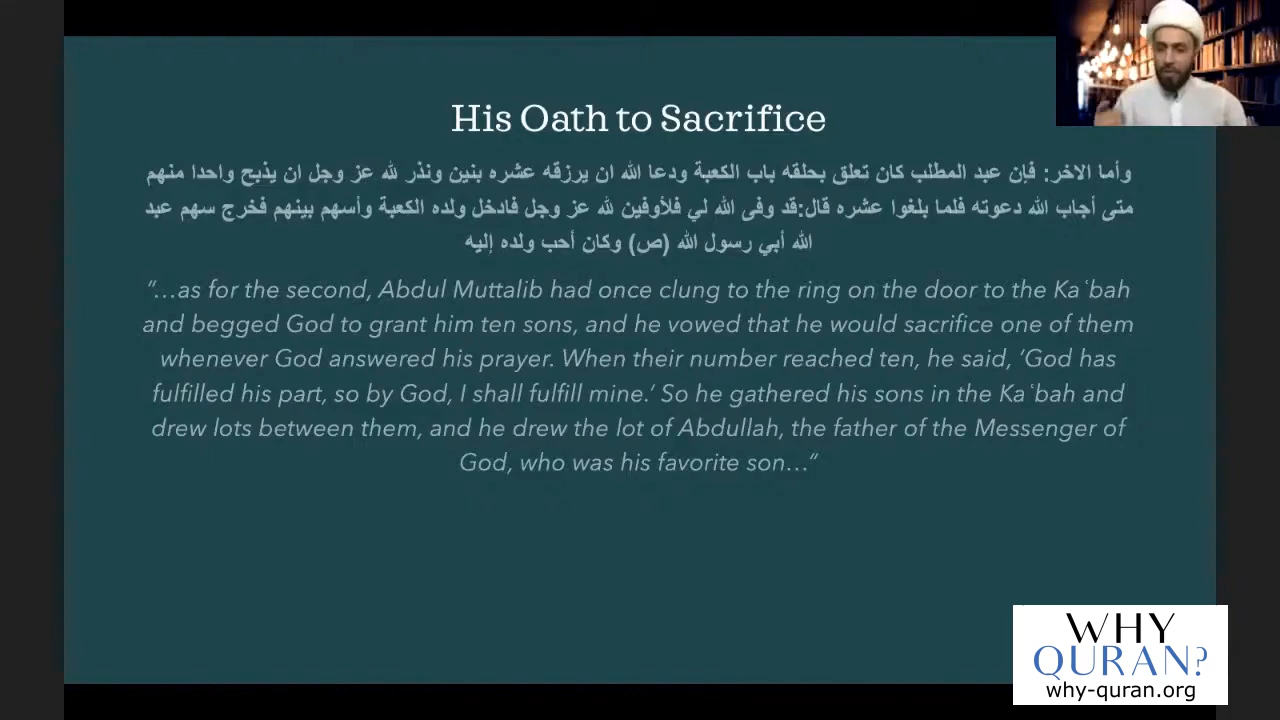 His Oath to Sacrifice
وأما الاخر: فإن عبد المطلب كان تعلق بحلقه باب الكعبة ودعا الله ان يرزقه عشره بنين ونذر لله عز وجل ان يذبح واحدا منهم
متى أجاب الله دعوته فلما بلغوا عشره قال:قد وفى الله لي فلأوفين لله عز وجل فادخل ولده الكعبة وأسهم بينهم فخرج سهم عبد
الله أبي رسول الله (ص) وكان أحب ولده إليه
“…as for the second, Abdul Muttalib had once clung to the ring on the door to the Kaʿbah
and begged God to grant him ten sons, and he vowed that he would sacrifice one of them
whenever God answered his prayer. When their number reached ten, he said, ‘God has
fulfilled his part, so by God, I shall fulfill mine.’ So he gathered his sons in the Kaʿbah and
drew lots between them, and he drew the lot of Abdullah, the father of the Messenger of
God, who was his favorite son…”
WHY
QURAN?
why-quran.org